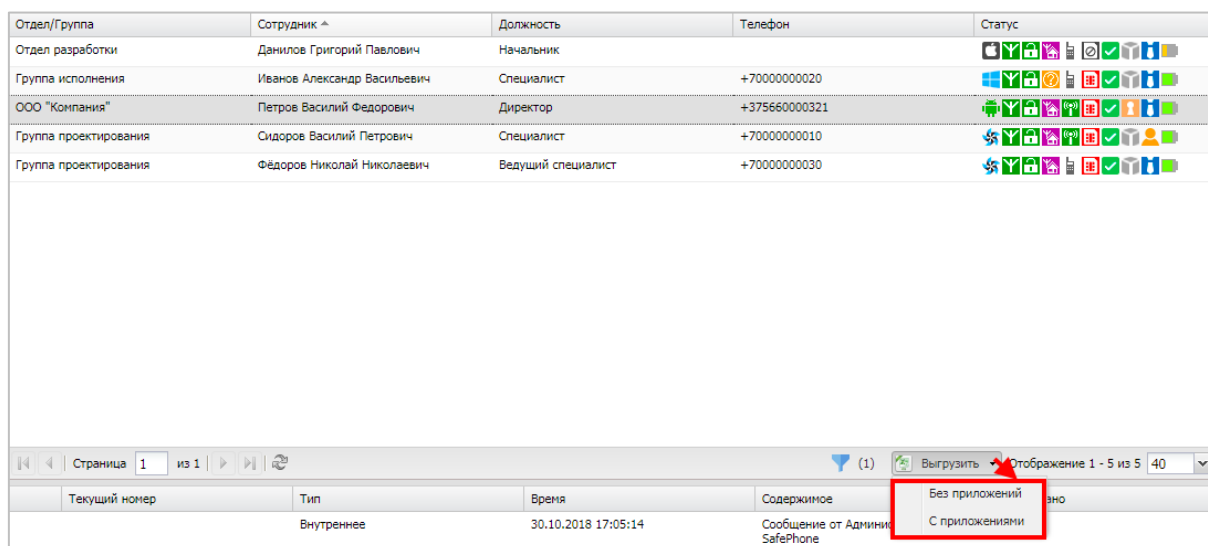 Отдел/Группа Сотрудник Должность Телефон Статус
Отдел разработки Данилов Григорий Павлович Начальник
Группа исполнения Иванов Александр Васильевич Специалист +70000000020
ООО "Компания" Петров Василий Федорович Директор +375660000321
Группа проектирования Сидоров Василий Петрович Специалист +70000000010
Группа проектирования Фёдоров Николай Николаевич Ведущий специалист +70000000030
Страница 1 из 1 (1) Выгрузить Отображение 1 - 5 из 5 40
Без приложений
С приложениями
Текущий номер Тип Время Содержимое
Внутреннее 30.10.2018 17:05:14 Сообщение от
SafePhone